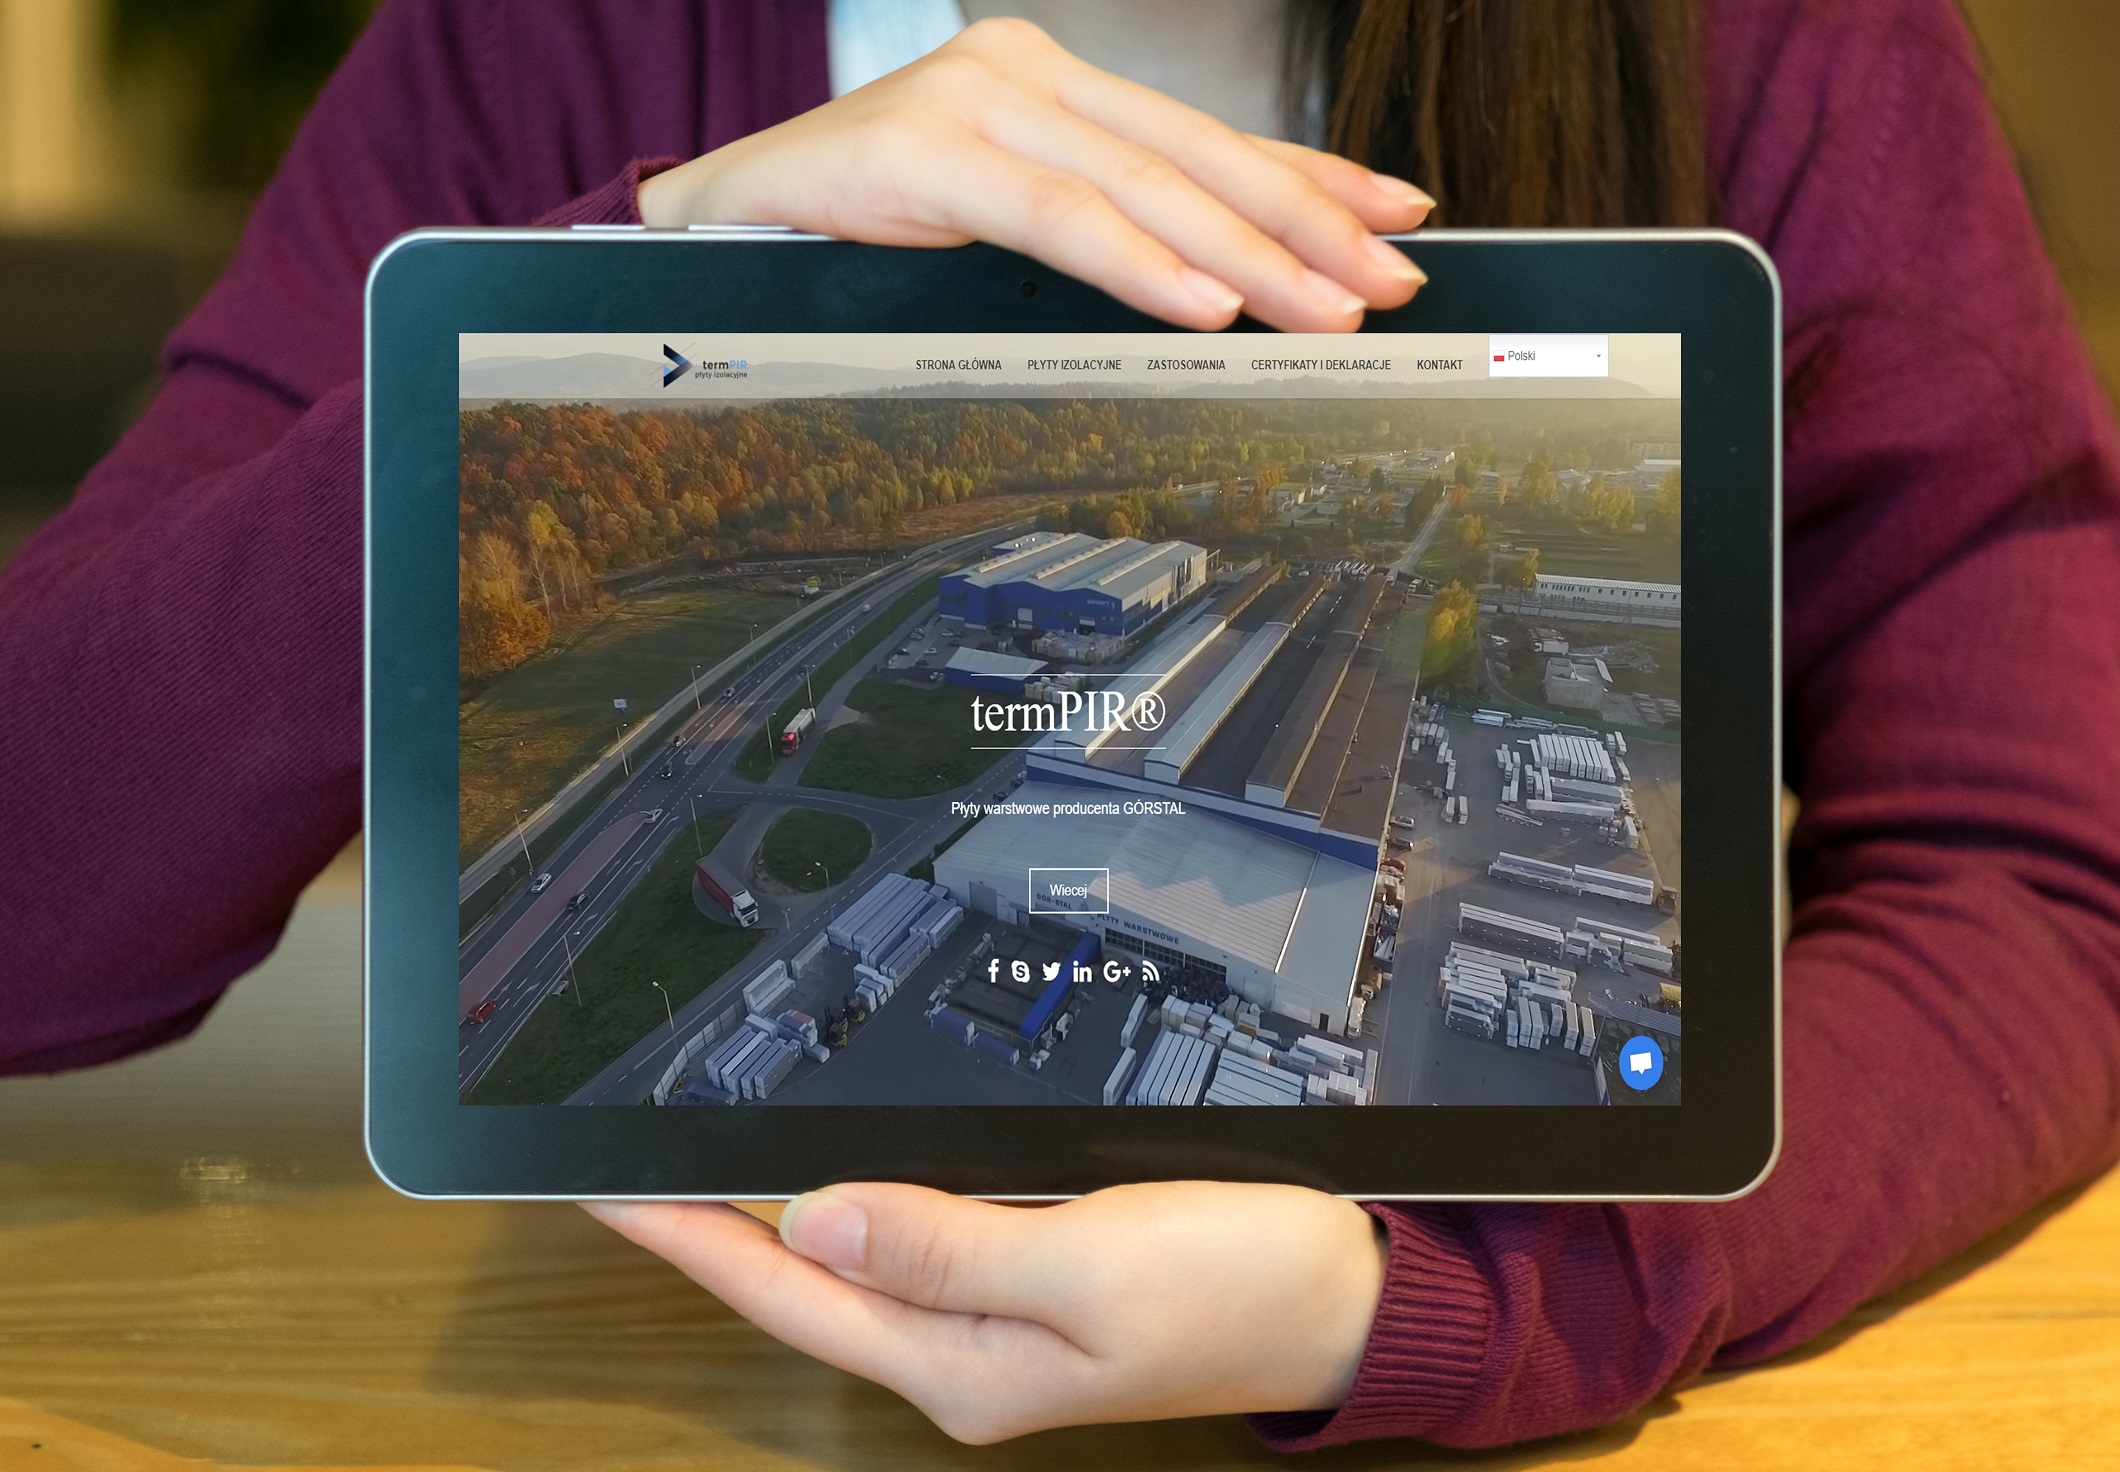 termPIR
płyty izolacyjne
STRONA GŁÓWNA PŁYTY IZOLACYJNE ZASTOSOWANIA CERTYFIKATY I DEKLARACJE KONTAKT
Polski
termPIR®
Płyty warstwowe producenta GÓRSTAL
Wiecej
GÓR-STAL
PŁYTY WARSTWOWE